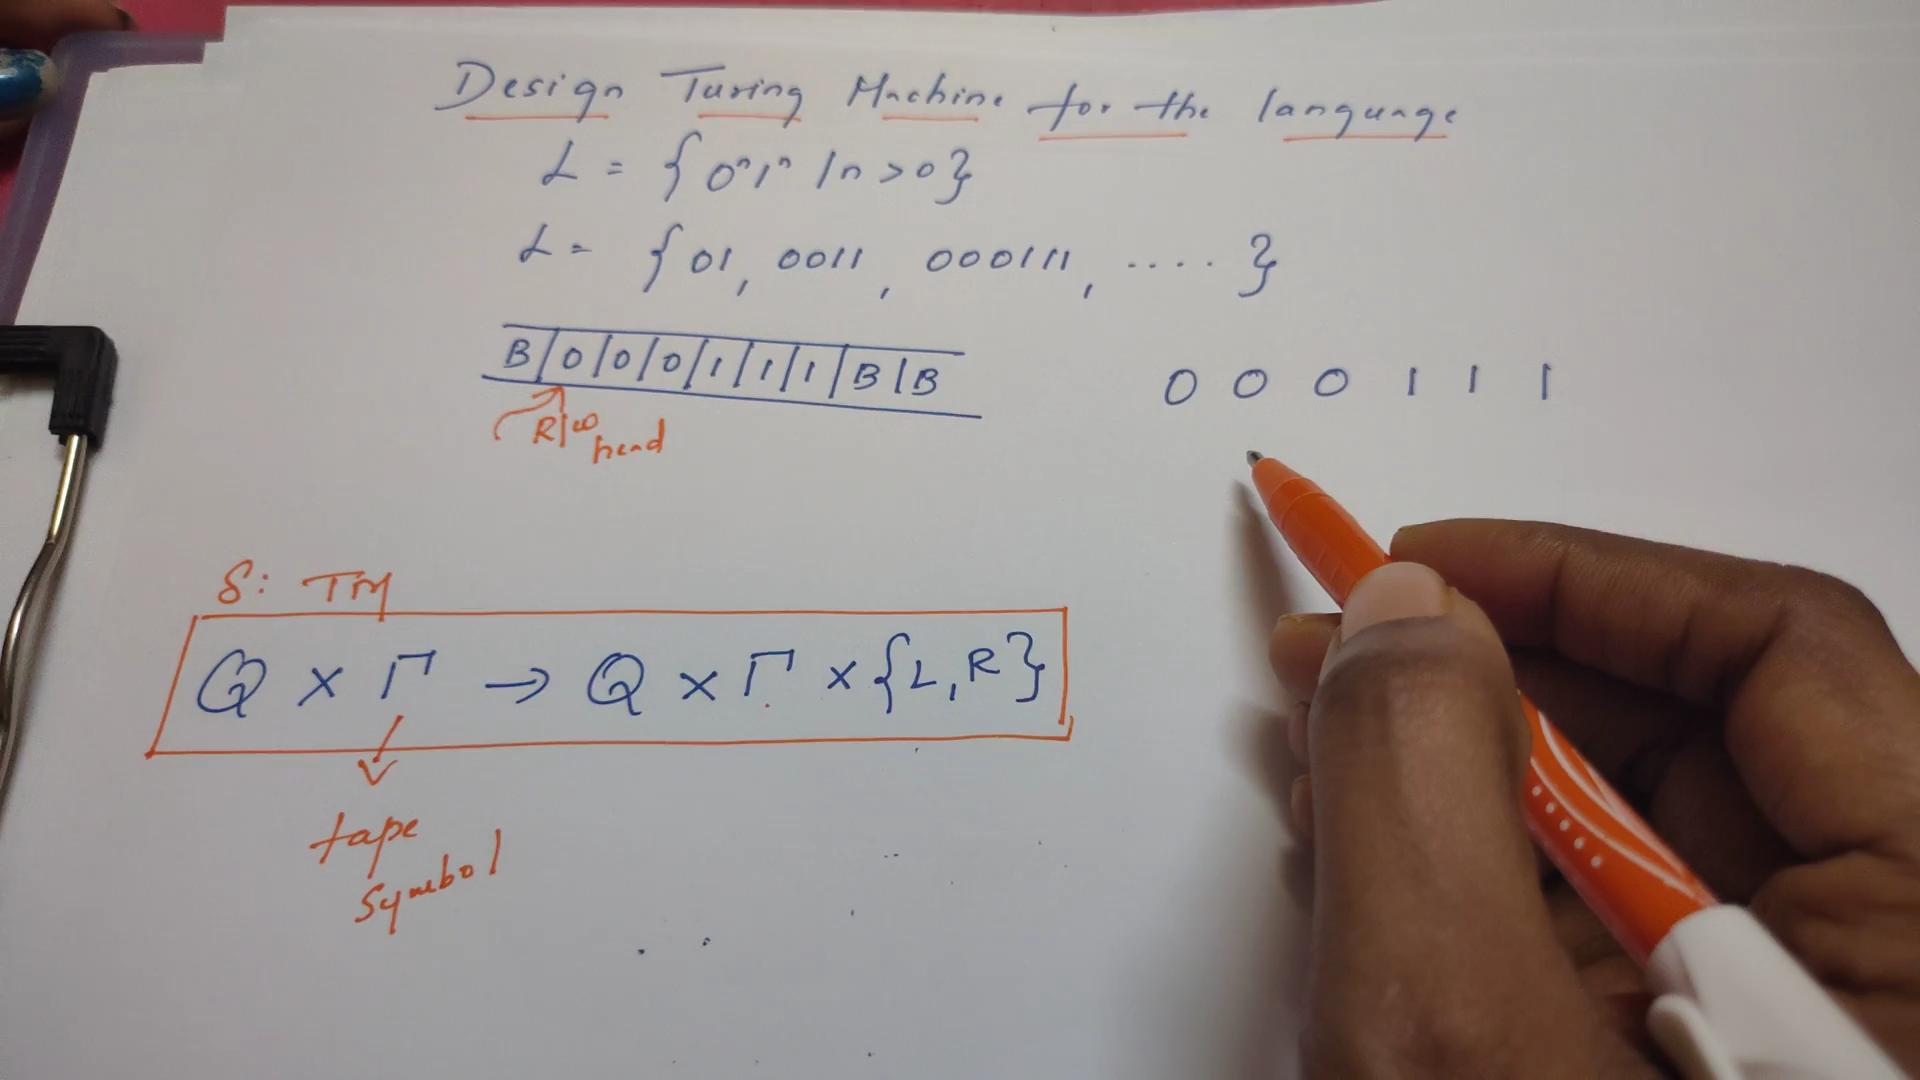 Design Turing Machine for the language
L = {0ⁿ1ⁿ | n > 0}
L = {01, 0011, 000111, ....}
B | 0 | 0 | 0 | 1 | 1 | 1 | B | B
0 0 0 1 1 1
R/w head
δ: TM
Q × Γ → Q × Γ × {L, R}
tape
symbol